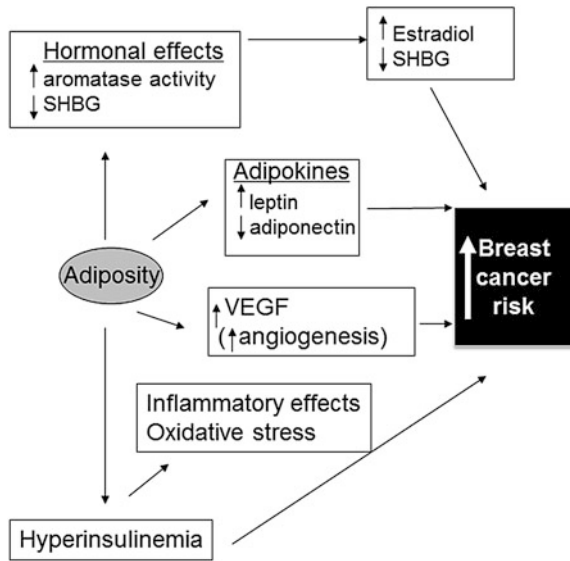 Hormonal effects
↑ aromatase activity
↓ SHBG
↑ Estradiol
↓ SHBG
Adipokines
↑ leptin
↓ adiponectin
Adiposity
↑ Breast
cancer
risk
↑ VEGF
(↑ angiogenesis)
Inflammatory effects
Oxidative stress
Hyperinsulinemia